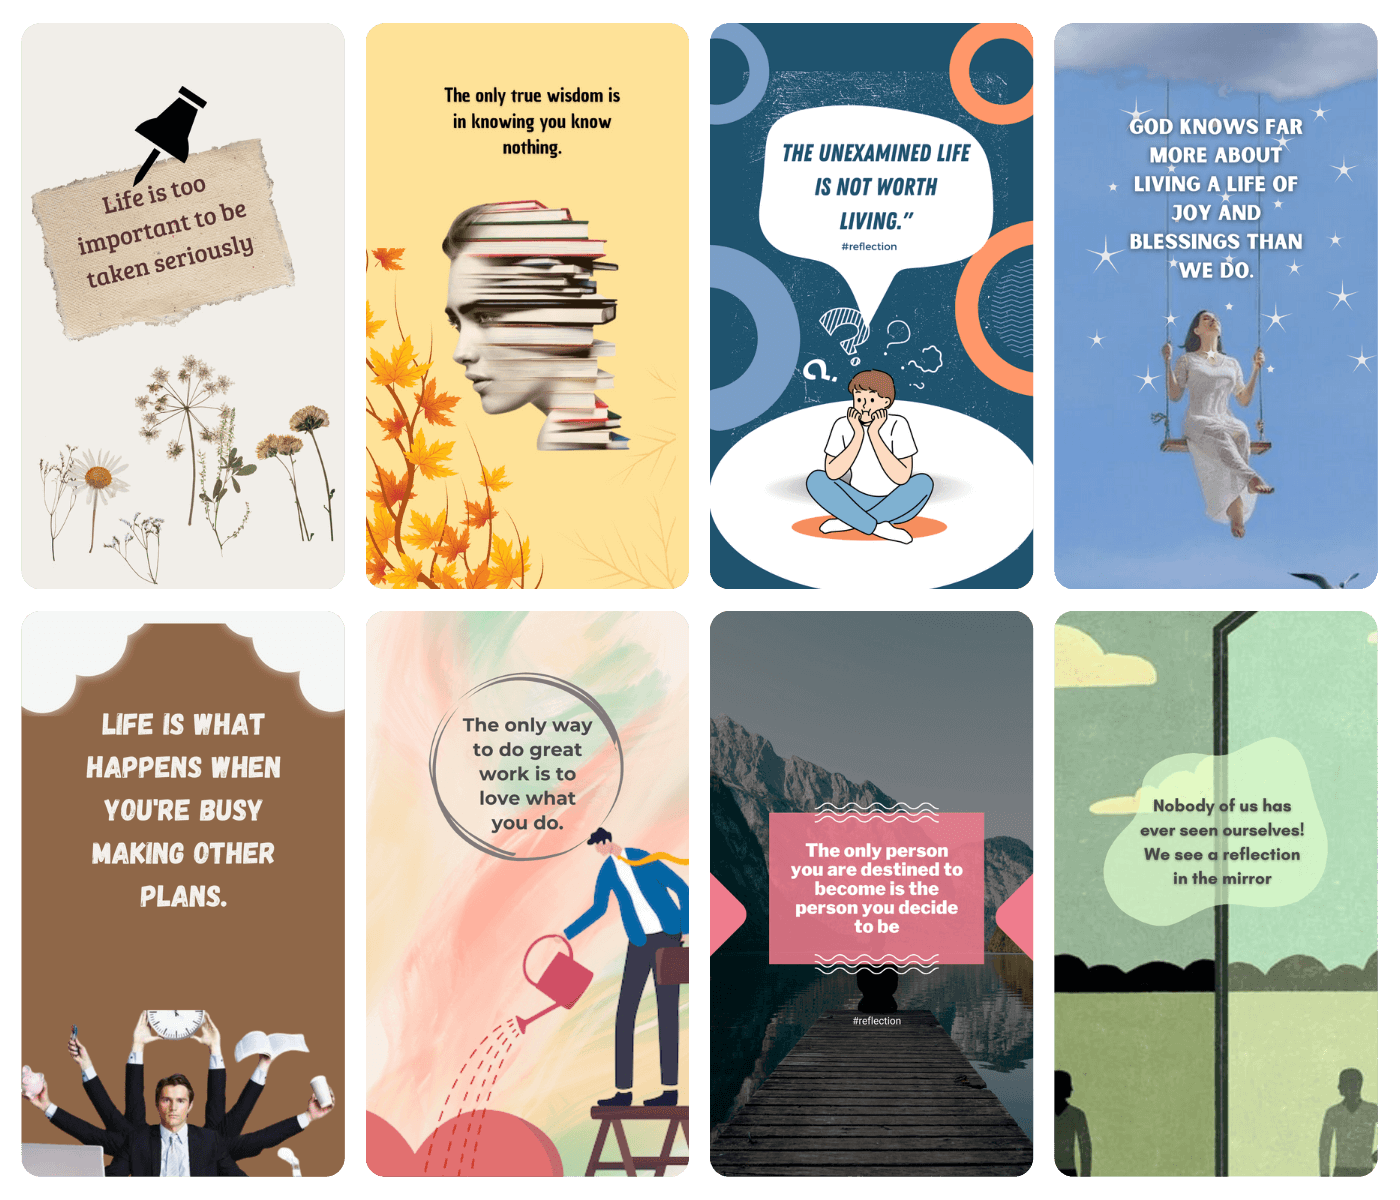 Life is too
important to be
taken seriously
The only true wisdom is
in knowing you know
nothing.
THE UNEXAMINED LIFE
IS NOT WORTH
LIVING.”
#reflection
GOD KNOWS FAR
MORE ABOUT
LIVING A LIFE OF
JOY AND
BLESSINGS THAN
WE DO.
LIFE IS WHAT
HAPPENS WHEN
YOU'RE BUSY
MAKING OTHER
PLANS.
The only way
to do great
work is to
love what
you do.
The only person
you are destined to
become is the
person you decide
to be
#reflection
Nobody of us has
ever seen ourselves!
We see a reflection
in the mirror